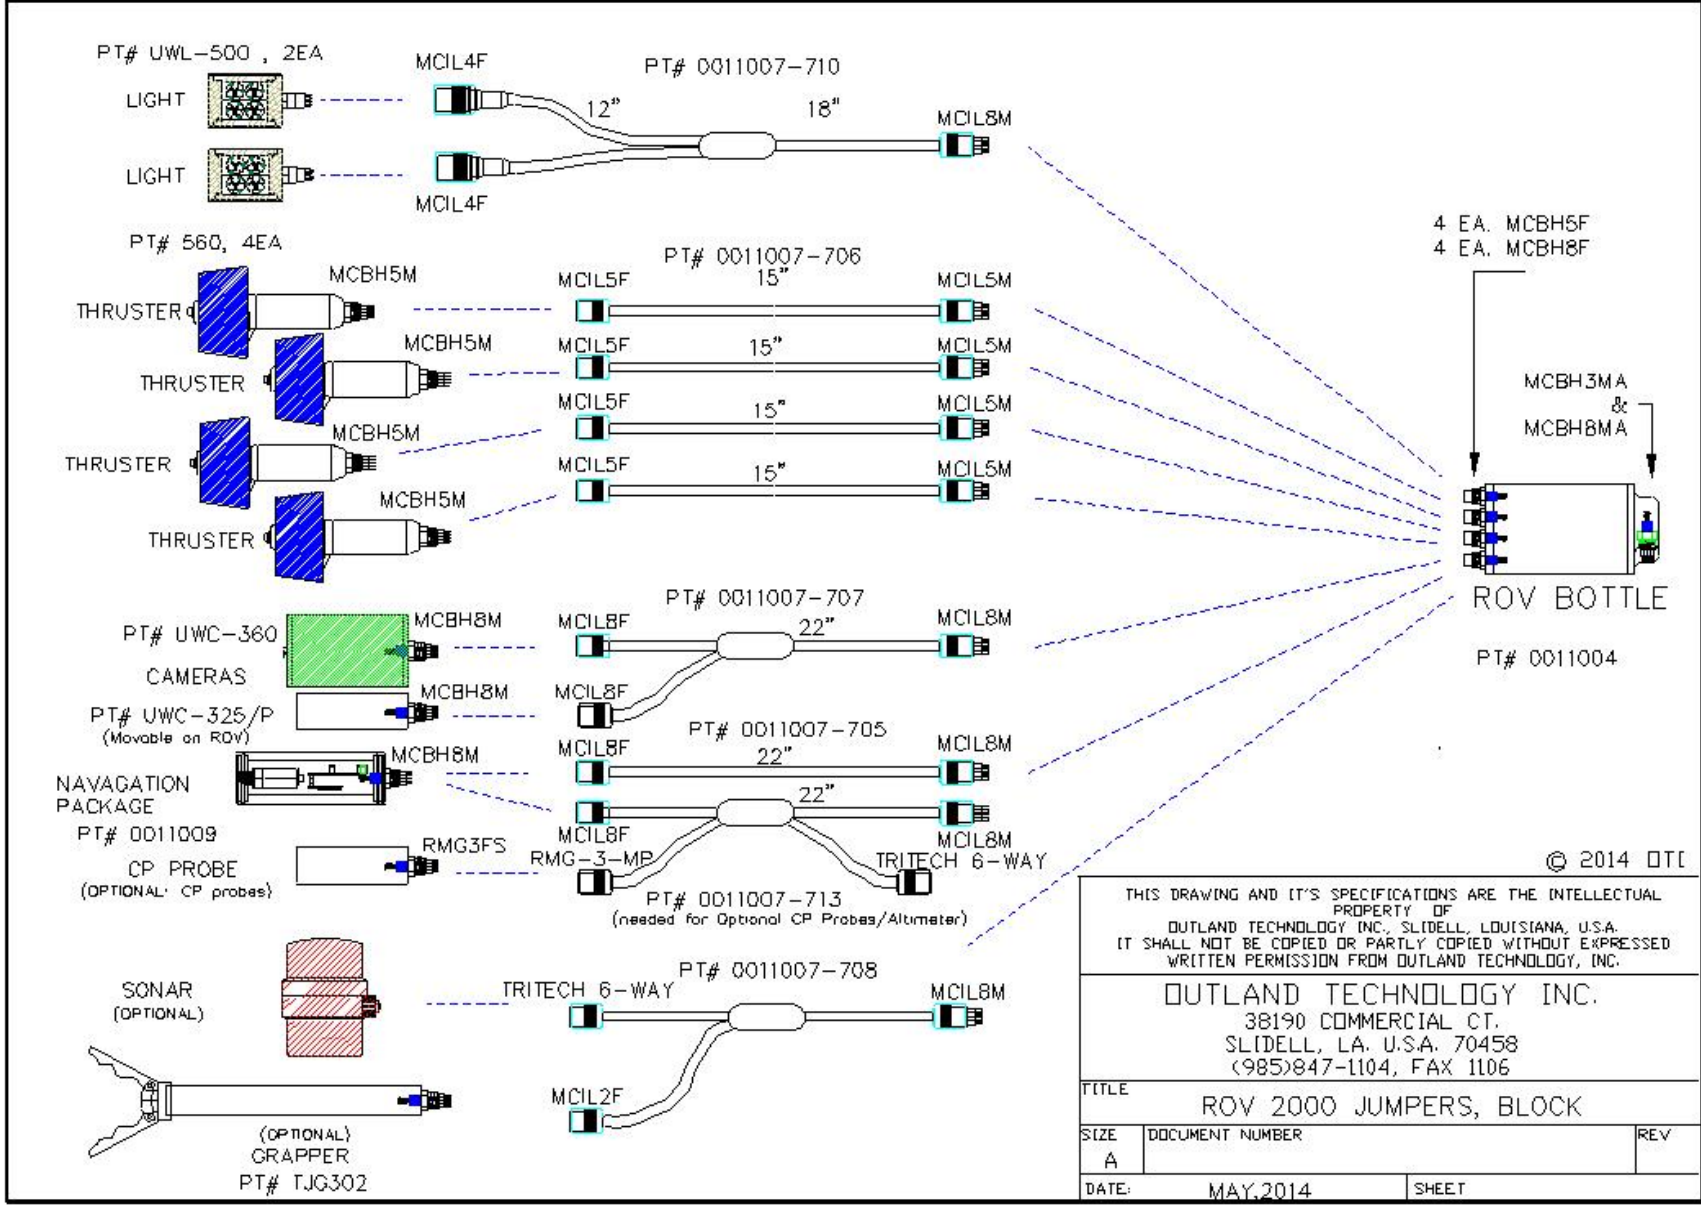 PT# UWL-500 , 2EA
LIGHT
LIGHT
MCIL4F
MCIL4F
PT# 0011007-710
12"
18"
MCIL8M
PT# 560, 4EA
PT# 0011007-706
THRUSTER
MCBH5M
MCIL5F
15"
MCIL5M
THRUSTER
MCBH5M
MCIL5F
15"
MCIL5M
THRUSTER
MCBH5M
MCIL5F
15"
MCIL5M
THRUSTER
MCBH5M
MCIL5F
15"
MCIL5M
4 EA. MCBH5F
4 EA. MCBH8F
MCBH3MA
&
MCBH8MA
ROV BOTTLE
PT# 0011004
PT# UWC-360
CAMERAS
MCBH8M
MCIL8F
PT# 0011007-707
22"
MCIL8M
PT# UWC-325/P
(Movable on ROV)
MCBH8M
MCIL8F
PT# 0011007-705
NAVAGATION
PACKAGE
PT# 0011009
MCBH8M
MCIL8F
22"
MCIL8M
MCIL8F
22"
MCIL8M
CP PROBE
(OPTIONAL: CP probes)
RMG3FS
RMG-3-MP
TRITECH 6-WAY
PT# 0011007-713
(needed for Optional CP Probes/Altimeter)
SONAR
(OPTIONAL)
TRITECH 6-WAY
PT# 0011007-708
MCIL8M
MCIL2F
(OPTIONAL)
GRAPPER
PT# TJG302
© 2014 OTI
THIS DRAWING AND IT'S SPECIFICATIONS ARE THE INTELLECTUAL
PROPERTY OF
OUTLAND TECHNOLOGY INC., SLIDELL, LOUISIANA, U.S.A.
IT SHALL NOT BE COPIED OR PARTLY COPIED WITHOUT EXPRESSED
WRITTEN PERMISSION FROM OUTLAND TECHNOLOGY, INC.
OUTLAND TECHNOLOGY INC.
38190 COMMERCIAL CT.
SLIDELL, LA. U.S.A. 70458
(985)847-1104, FAX 1106
TITLE
ROV 2000 JUMPERS, BLOCK
SIZE
A
DOCUMENT NUMBER
REV
DATE:
MAY,2014
SHEET